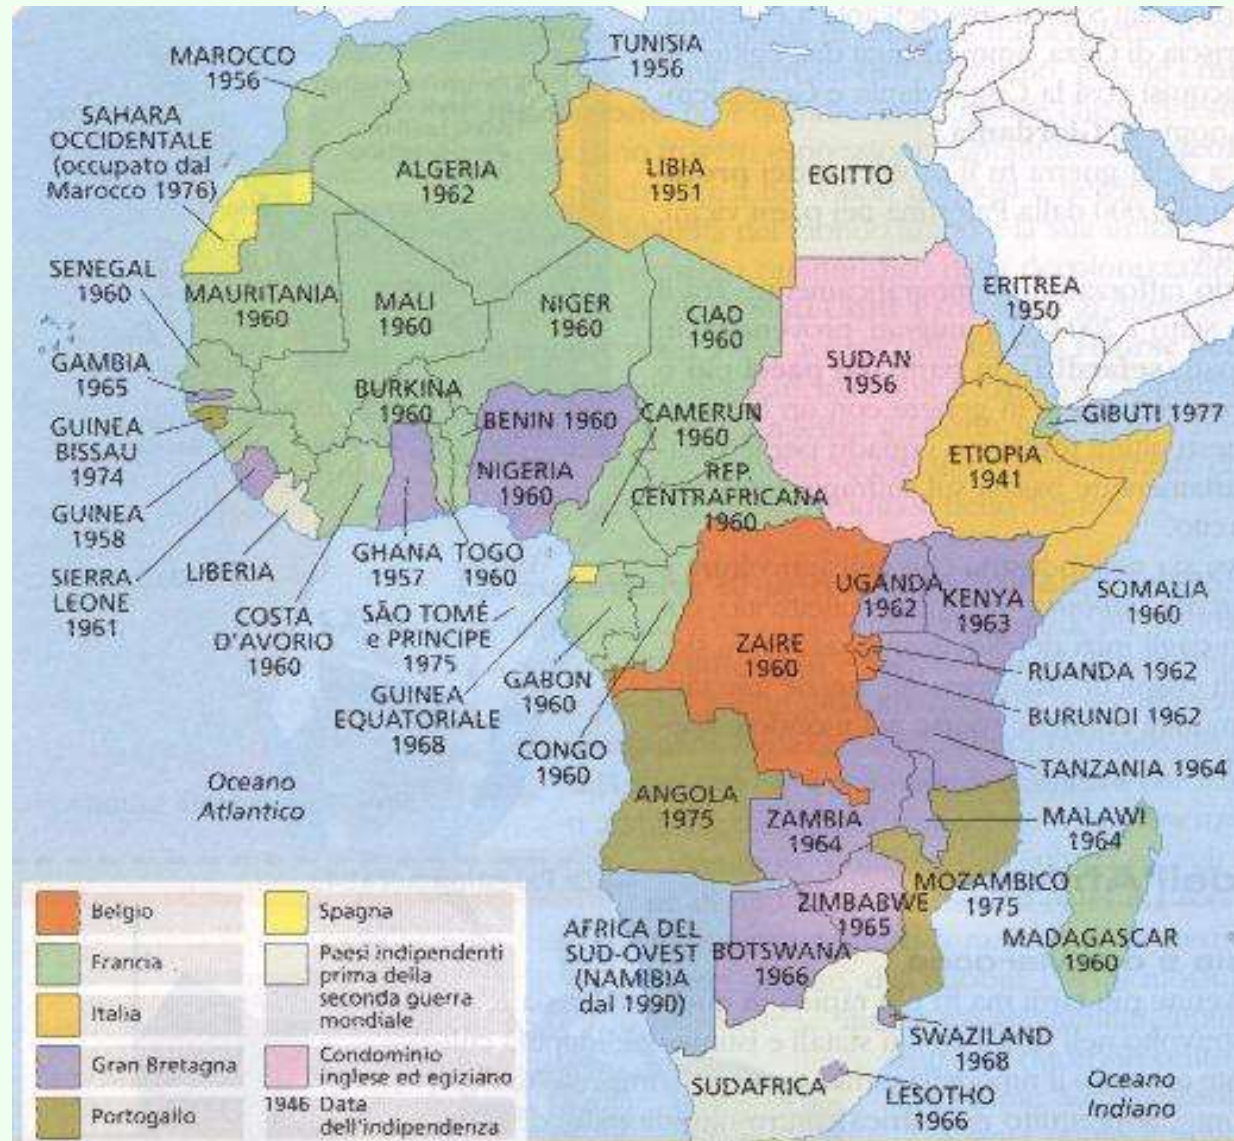 MAROCCO
1956
TUNISIA
1956
SAHARA
OCCIDENTALE
(occupato dal
Marocco 1976)
ALGERIA
1962
LIBIA
1951
EGITTO
SENEGAL
1960
MAURITANIA
1960
MALI
1960
NIGER
1960
CIAD
1960
ERITREA
1950
SUDAN
1956
GAMBIA
1965
BURKINA
1960
BENIN 1960
CAMERUN
1960
GIBUTI 1977
GUINEA
BISSAU
1974
NIGERIA
1960
REP.
CENTRAFRICANA
1960
ETIOPIA
1941
GUINEA
1958
LIBERIA
GHANA
1957
TOGO
1960
SIERRA
LEONE
1961
COSTA
D'AVORIO
1960
SÃO TOMÉ
e PRINCIPE
1975
UGANDA
1962
KENYA
1963
SOMALIA
1960
ZAIRE
1960
RUANDA 1962
GABON
1960
GUINEA
EQUATORIALE
1968
BURUNDI 1962
CONGO
1960
TANZANIA 1964
Oceano
Atlantico
ANGOLA
1975
ZAMBIA
1964
MALAWI
1964
MOZAMBICO
1975
ZIMBABWE
1965
MADAGASCAR
1960
AFRICA DEL
SUD-OVEST
(NAMIBIA
dal 1990)
BOTSWANA
1966
SWAZILAND
1968
SUDAFRICA
LESOTHO
1966
Oceano
Indiano
Belgio
Francia
Italia
Gran Bretagna
Portogallo
Spagna
Paesi indipendenti
prima della
seconda guerra
mondiale
Condominio
inglese ed egiziano
1946 Data
dell'indipendenza